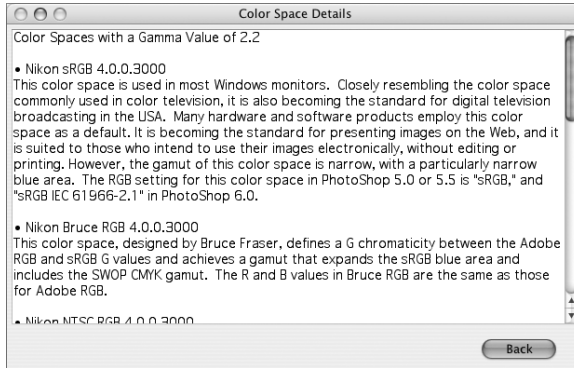 Color Space Details
Color Spaces with a Gamma Value of 2.2
• Nikon sRGB 4.0.0.3000
This color space is used in most Windows monitors. Closely resembling the color space
commonly used in color television, it is also becoming the standard for digital television
broadcasting in the USA. Many hardware and software products employ this color
space as a default. It is becoming the standard for presenting images on the Web, and it
is suited to those who intend to use their images electronically, without editing or
printing. However, the gamut of this color space is narrow, with a particularly narrow
blue area. The RGB setting for this color space in PhotoShop 5.0 or 5.5 is "sRGB," and
"sRGB IEC 61966-2.1" in PhotoShop 6.0.
• Nikon Bruce RGB 4.0.0.3000
This color space, designed by Bruce Fraser, defines a G chromaticity between the Adobe
RGB and sRGB G values and achieves a gamut that expands the sRGB blue area and
includes the SWOP CMYK gamut. The R and B values in Bruce RGB are the same as those
for Adobe RGB.
• Nikon NTSC RGB 4.0.0.3000
Back